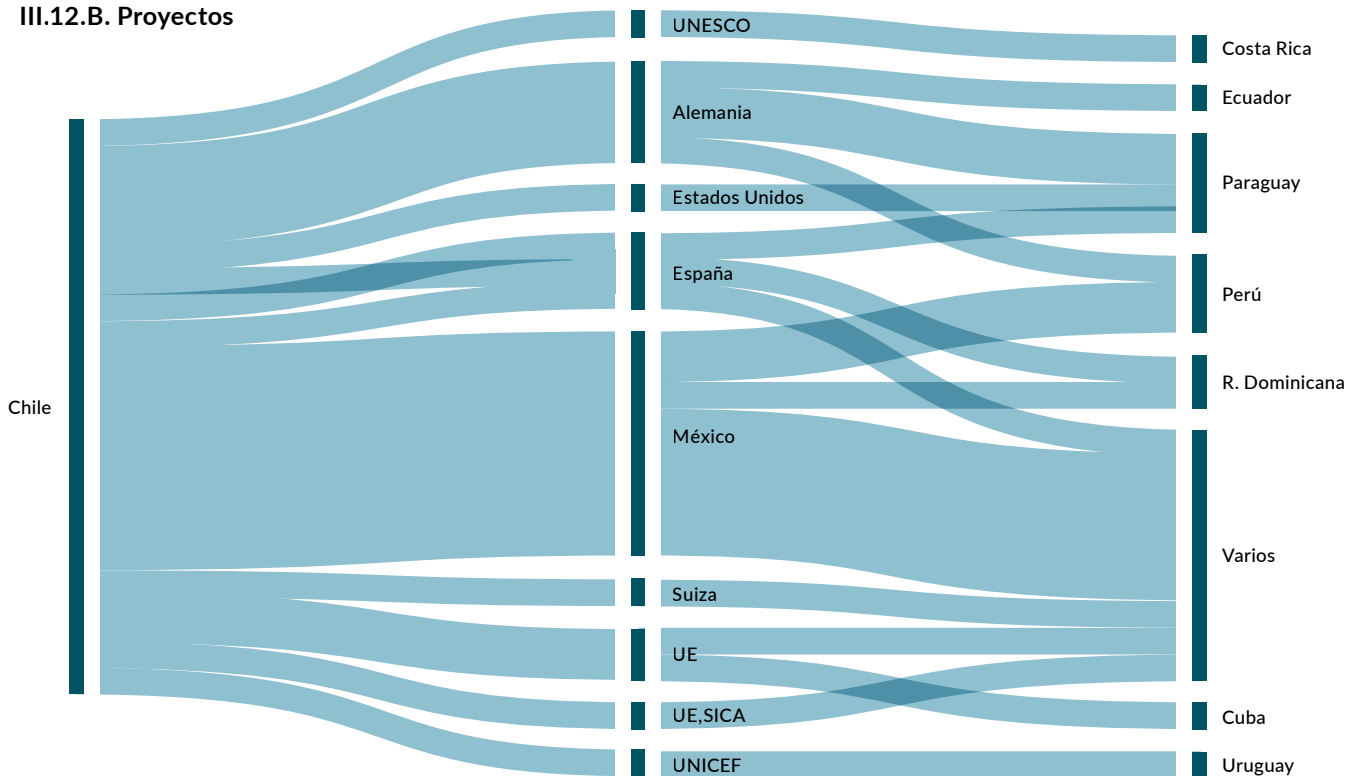 III.12.B. Proyectos
Chile
UNESCO
Alemania
Estados Unidos
España
México
Suiza
UE
UE,SICA
UNICEF
Costa Rica
Ecuador
Paraguay
Perú
R. Dominicana
Varios
Cuba
Uruguay